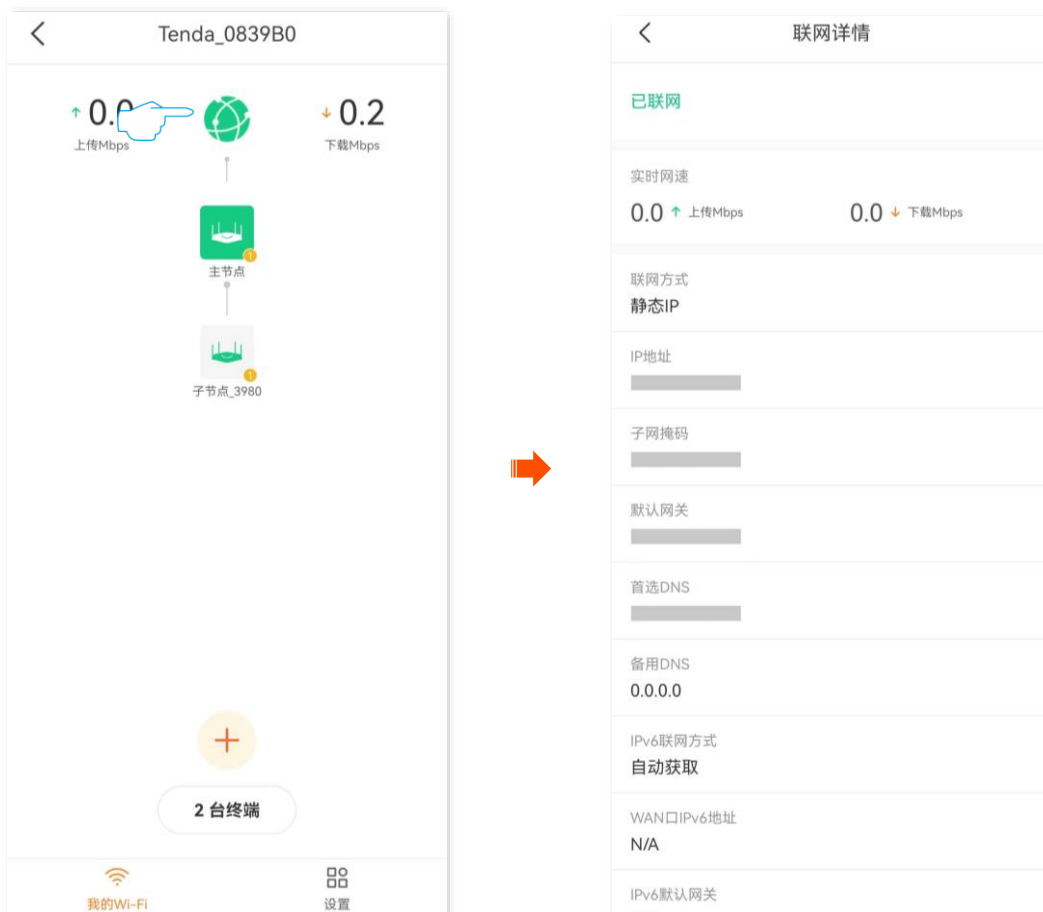 Tenda_0839B0
0.0
上传Mbps
0.2
下载Mbps
1
主节点
1
子节点_3980
2 台终端
我的Wi-Fi
设置
联网详情
已联网
实时网速
0.0 ↑ 上传Mbps
0.0 ↓ 下载Mbps
联网方式
静态IP
IP地址
子网掩码
默认网关
首选DNS
备用DNS
0.0.0.0
IPv6联网方式
自动获取
WAN口IPv6地址
N/A
IPv6默认网关